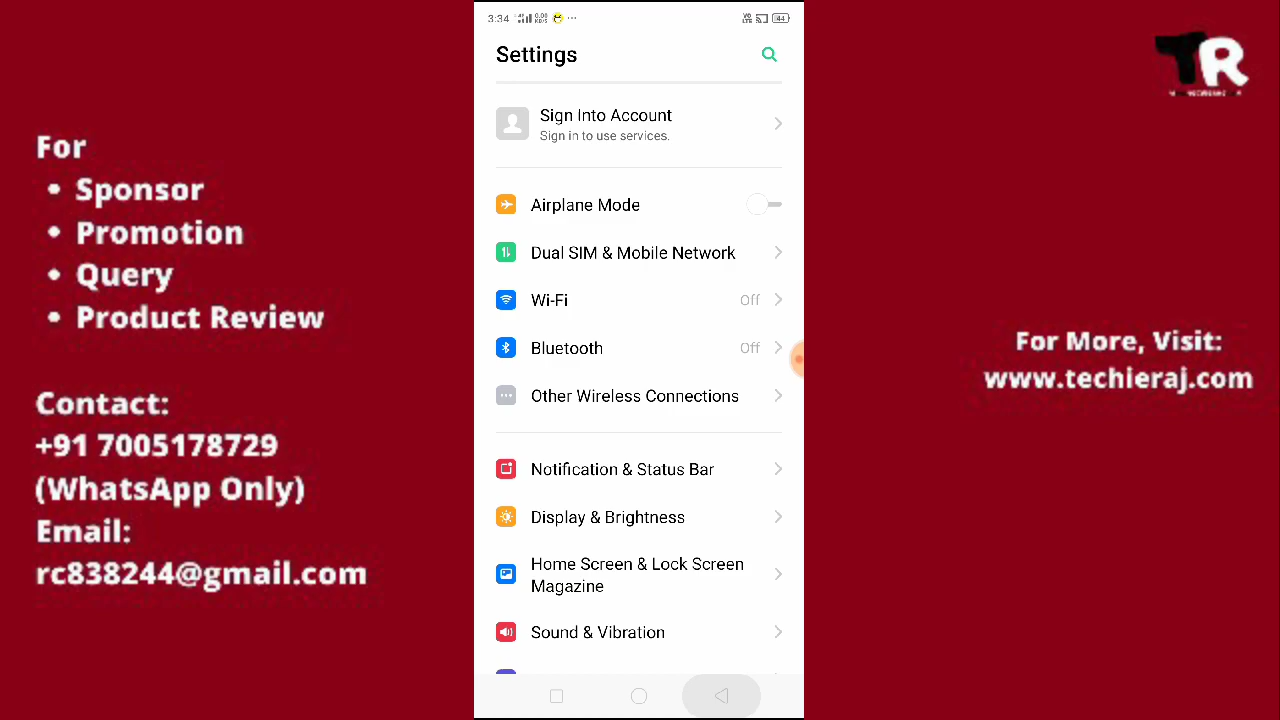 For
• Sponsor
• Promotion
• Query
• Product Review
Contact:
+91 7005178729
(WhatsApp Only)
Email:
rc838244@gmail.com
3:34
44
Settings
Sign Into Account
Sign in to use services.
Airplane Mode
Dual SIM & Mobile Network
Wi-Fi Off
Bluetooth Off
Other Wireless Connections
Notification & Status Bar
Display & Brightness
Home Screen & Lock Screen
Magazine
Sound & Vibration
TR
For More, Visit:
www.techieraj.com